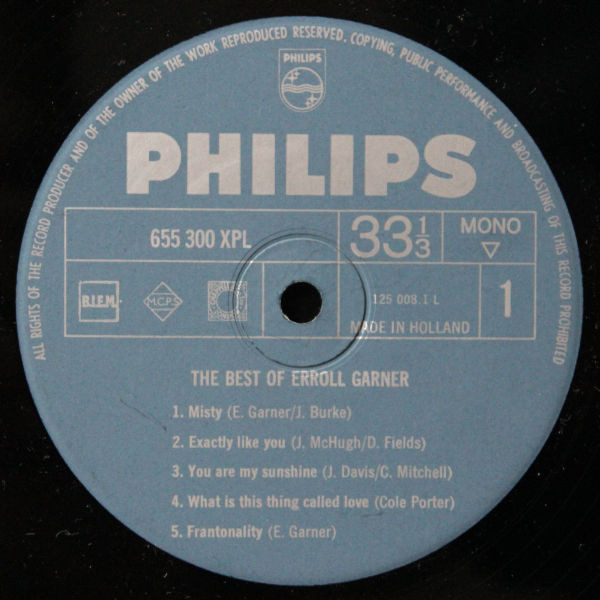 ALL RIGHTS OF THE RECORD PRODUCER AND OF THE OWNER OF THE WORK REPRODUCED RESERVED. COPYING, PUBLIC PERFORMANCE AND BROADCASTING OF THIS RECORD PROHIBITED
PHILIPS
PHILIPS
655 300 XPL
33 1/3
MONO
B.I.E.M.
M.C.P.S
125 008.1 L
1
MADE IN HOLLAND
THE BEST OF ERROLL GARNER
1. Misty (E. Garner/J. Burke)
2. Exactly like you (J. McHugh/D. Fields)
3. You are my sunshine (J. Davis/C. Mitchell)
4. What is this thing called love (Cole Porter)
5. Frantonality (E. Garner)